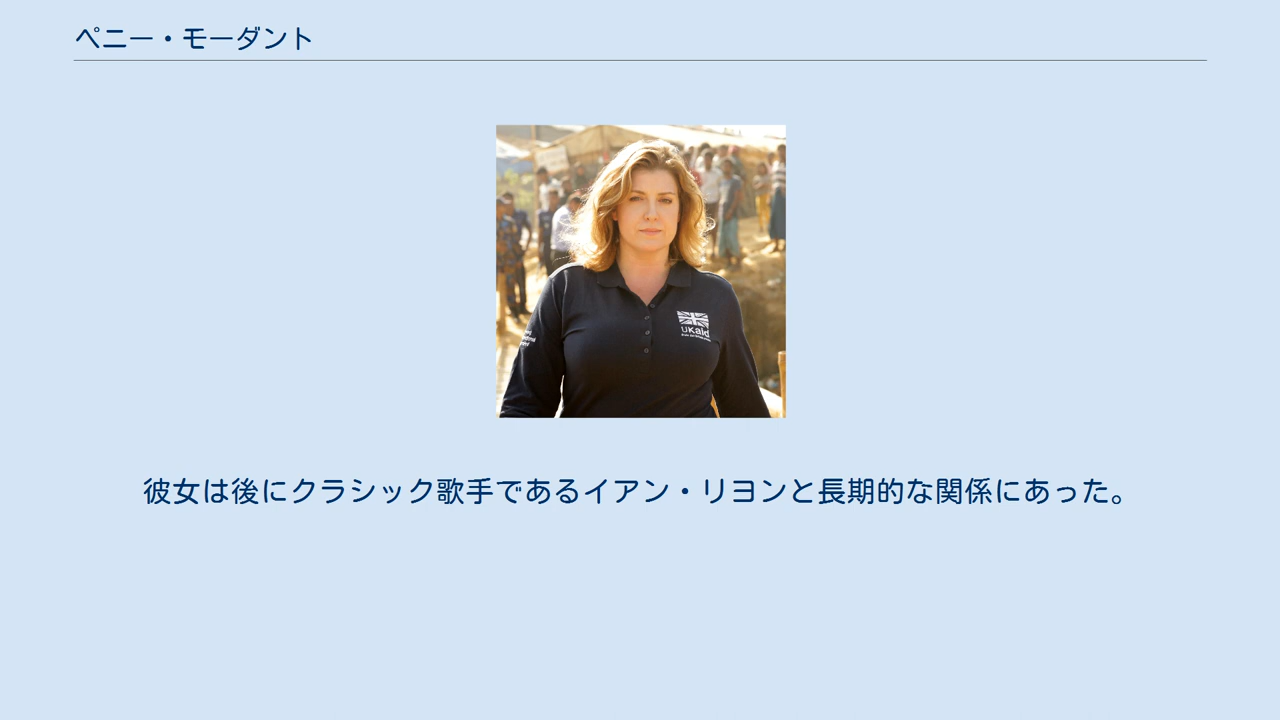 ペニー・モーダント
UKaid
彼女は後にクラシック歌手であるイアン・リヨンと長期的な関係にあった。